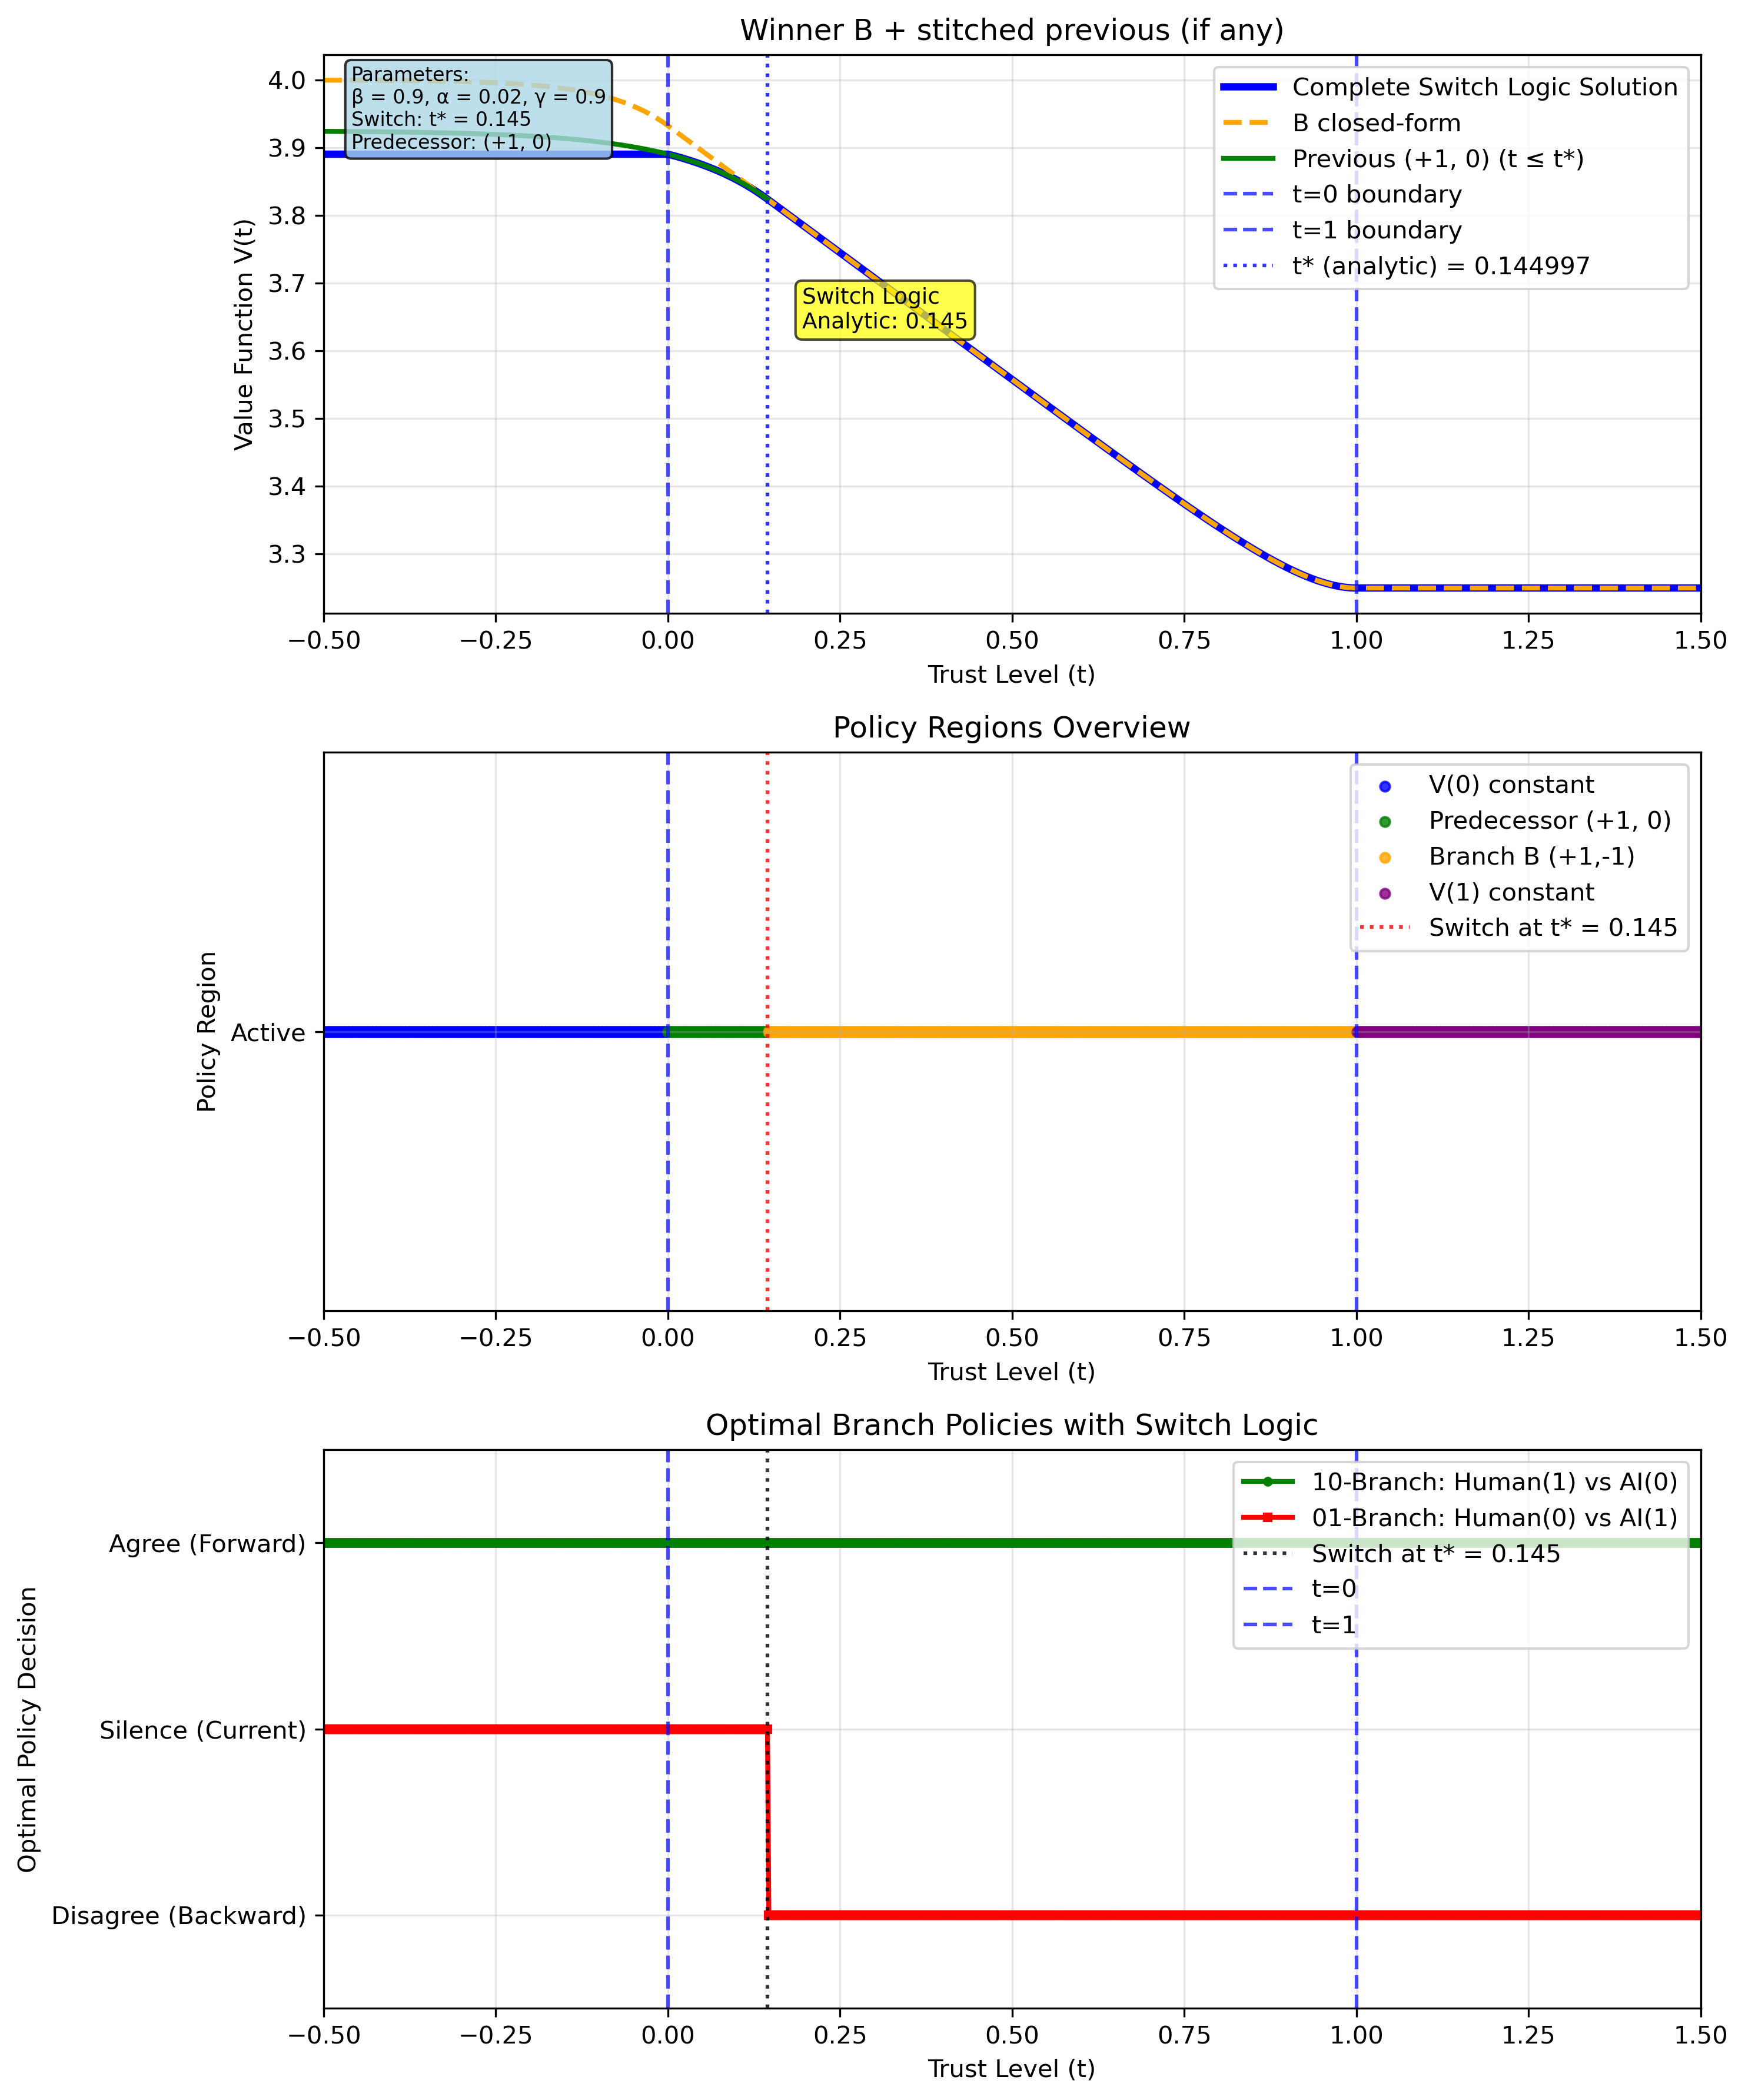 Winner B + stitched previous (if any)
Value Function V(t)
4.0
3.9
3.8
3.7
3.6
3.5
3.4
3.3
Parameters:
β = 0.9, α = 0.02, γ = 0.9
Switch: t* = 0.145
Predecessor: (+1, 0)
Complete Switch Logic Solution
B closed-form
Previous (+1, 0) (t ≤ t*)
t=0 boundary
t=1 boundary
t* (analytic) = 0.144997
Switch Logic
Analytic: 0.145
−0.50 −0.25 0.00 0.25 0.50 0.75 1.00 1.25 1.50
Trust Level (t)
Policy Regions Overview
Policy Region
Active
V(0) constant
Predecessor (+1, 0)
Branch B (+1,-1)
V(1) constant
Switch at t* = 0.145
−0.50 −0.25 0.00 0.25 0.50 0.75 1.00 1.25 1.50
Trust Level (t)
Optimal Branch Policies with Switch Logic
Optimal Policy Decision
Agree (Forward)
Silence (Current)
Disagree (Backward)
10-Branch: Human(1) vs AI(0)
01-Branch: Human(0) vs AI(1)
Switch at t* = 0.145
t=0
t=1
−0.50 −0.25 0.00 0.25 0.50 0.75 1.00 1.25 1.50
Trust Level (t)